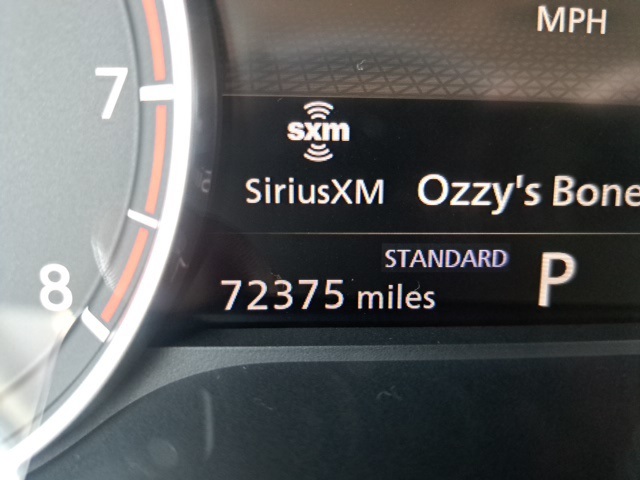 MPH
7
sxm
SiriusXM Ozzy's Bone
STANDARD
72375 miles P
8